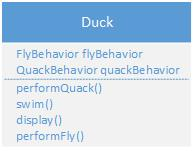 Duck
FlyBehavior flyBehavior
QuackBehavior quackBehavior
performQuack()
swim()
display()
performFly()